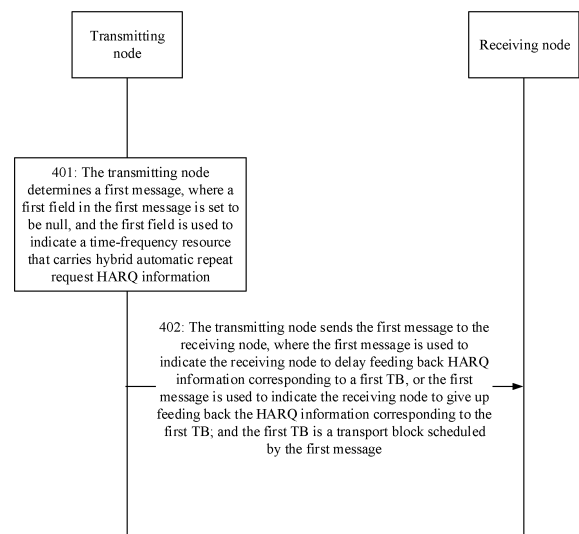 Transmitting
node
Receiving node
401: The transmitting node
determines a first message, where a
first field in the first message is set to
be null, and the first field is used to
indicate a time-frequency resource
that carries hybrid automatic repeat
request HARQ information
402: The transmitting node sends the first message to the
receiving node, where the first message is used to
indicate the receiving node to delay feeding back HARQ
information corresponding to a first TB, or the first
message is used to indicate the receiving node to give up
feeding back the HARQ information corresponding to the
first TB; and the first TB is a transport block scheduled
by the first message